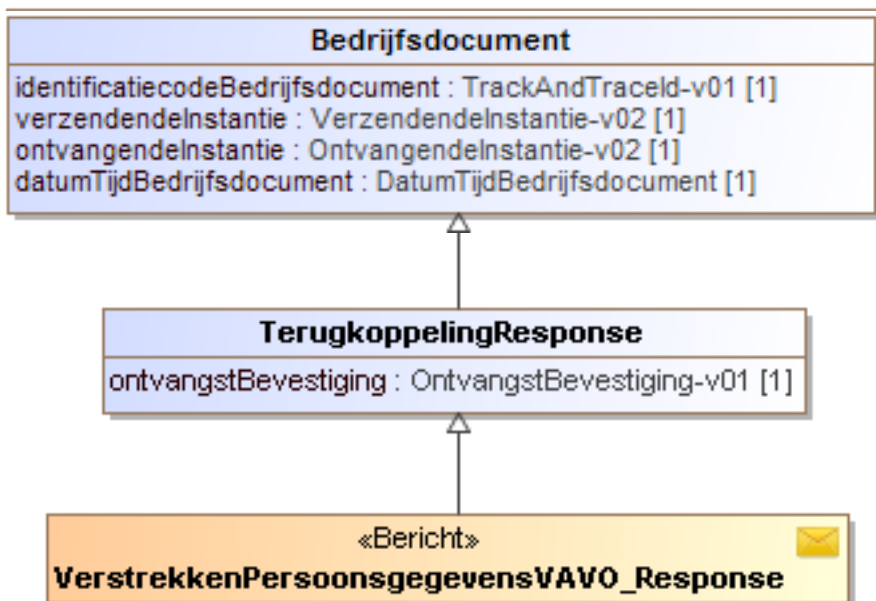 Bedrijfsdocument
identificatiecodeBedrijfsdocument : TrackAndTraceId-v01 [1]
verzendendeInstantie : VerzendendeInstantie-v02 [1]
ontvangendeInstantie : OntvangendeInstantie-v02 [1]
datumTijdBedrijfsdocument : DatumTijdBedrijfsdocument [1]
TerugkoppelingResponse
ontvangstBevestiging : OntvangstBevestiging-v01 [1]
«Bericht»
VerstrekkenPersoonsgegevensVAVO_Response